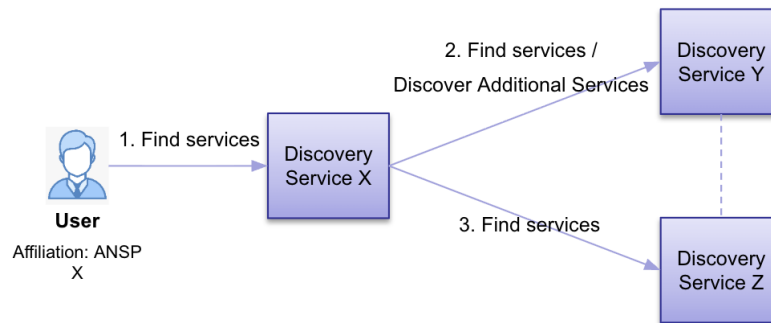 1. Find services
User
Affiliation: ANSP
X
Discovery
Service X
2. Find services /
Discover Additional Services
3. Find services
Discovery
Service Y
Discovery
Service Z